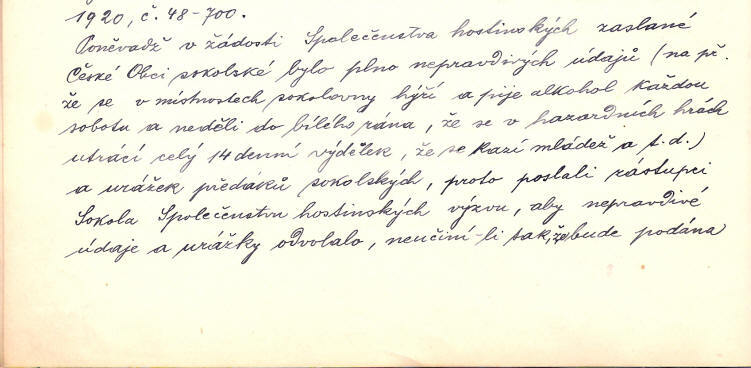 1920, č. 48-700.
Poněvadž v žádosti Společenstva hostinských zaslané
České Obci sokolské bylo plno nepravdivých údajů (na př.
že se v místnostech sokolovny hýří a pije alkohol každou
sobotu a neděli do bílého rána, že se v hazardních hrách
utrácí celý 14 denní výdělek, že se kazí mládež a t. d.)
a urážek předáků sokolských, proto poslali zástupci
Sokola Společenstvu hostinských výzvu, aby nepravdivé
údaje a urážky odvolalo, neučiní-li tak, že bude podána